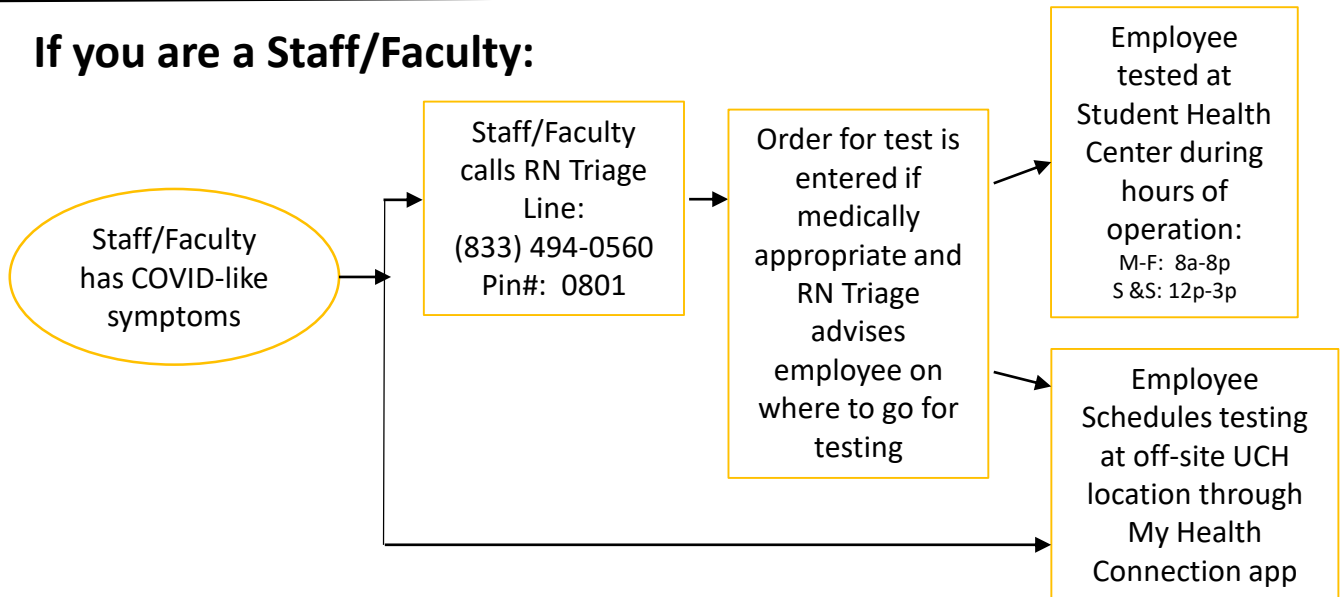 If you are a Staff/Faculty:
Staff/Faculty
has COVID-like
symptoms
Staff/Faculty
calls RN Triage
Line:
(833) 494-0560
Pin#: 0801
Order for test is
entered if
medically
appropriate and
RN Triage
advises
employee on
where to go for
testing
Employee
tested at
Student Health
Center during
hours of
operation:
M-F: 8a-8p
S &S: 12p-3p
Employee
Schedules testing
at off-site UCH
location through
My Health
Connection app